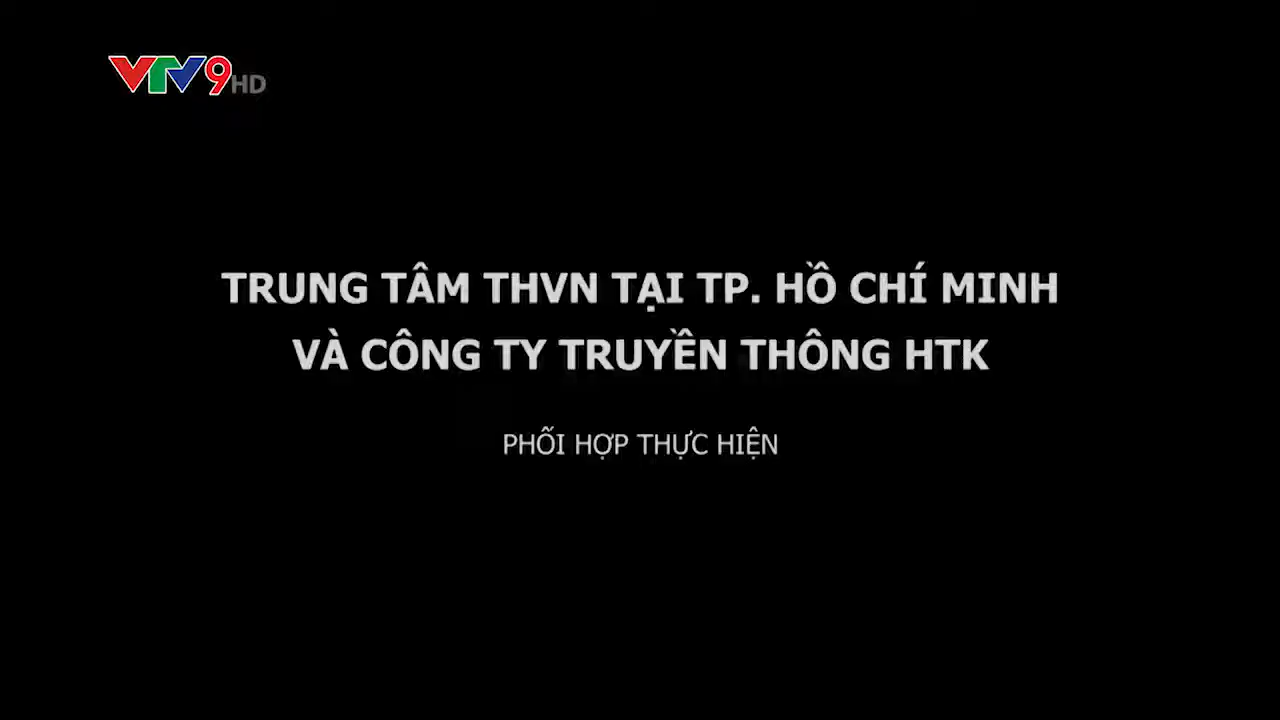 VTV9HD
TRUNG TÂM THVN TẠI TP. HỒ CHÍ MINH
VÀ CÔNG TY TRUYỀN THÔNG HTK
PHỐI HỢP THỰC HIỆN